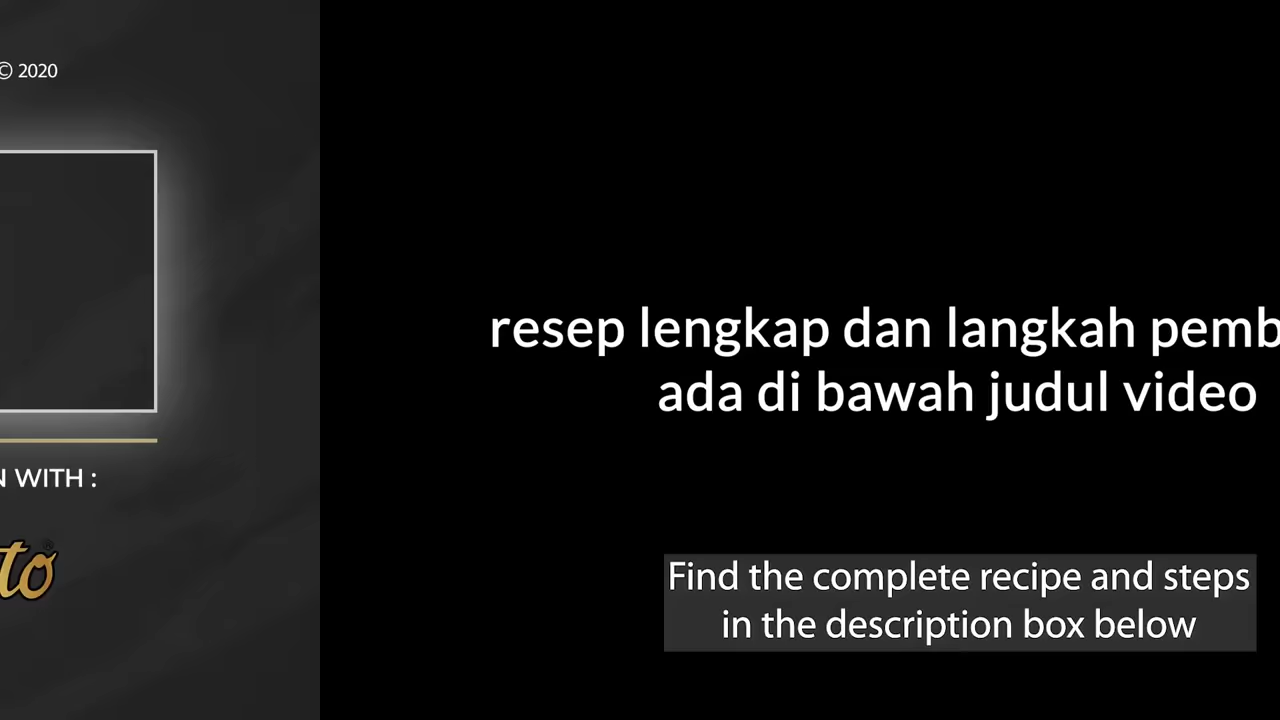 © 2020
WITH :
to
resep lengkap dan langkah pemb
ada di bawah judul video
Find the complete recipe and steps
in the description box below